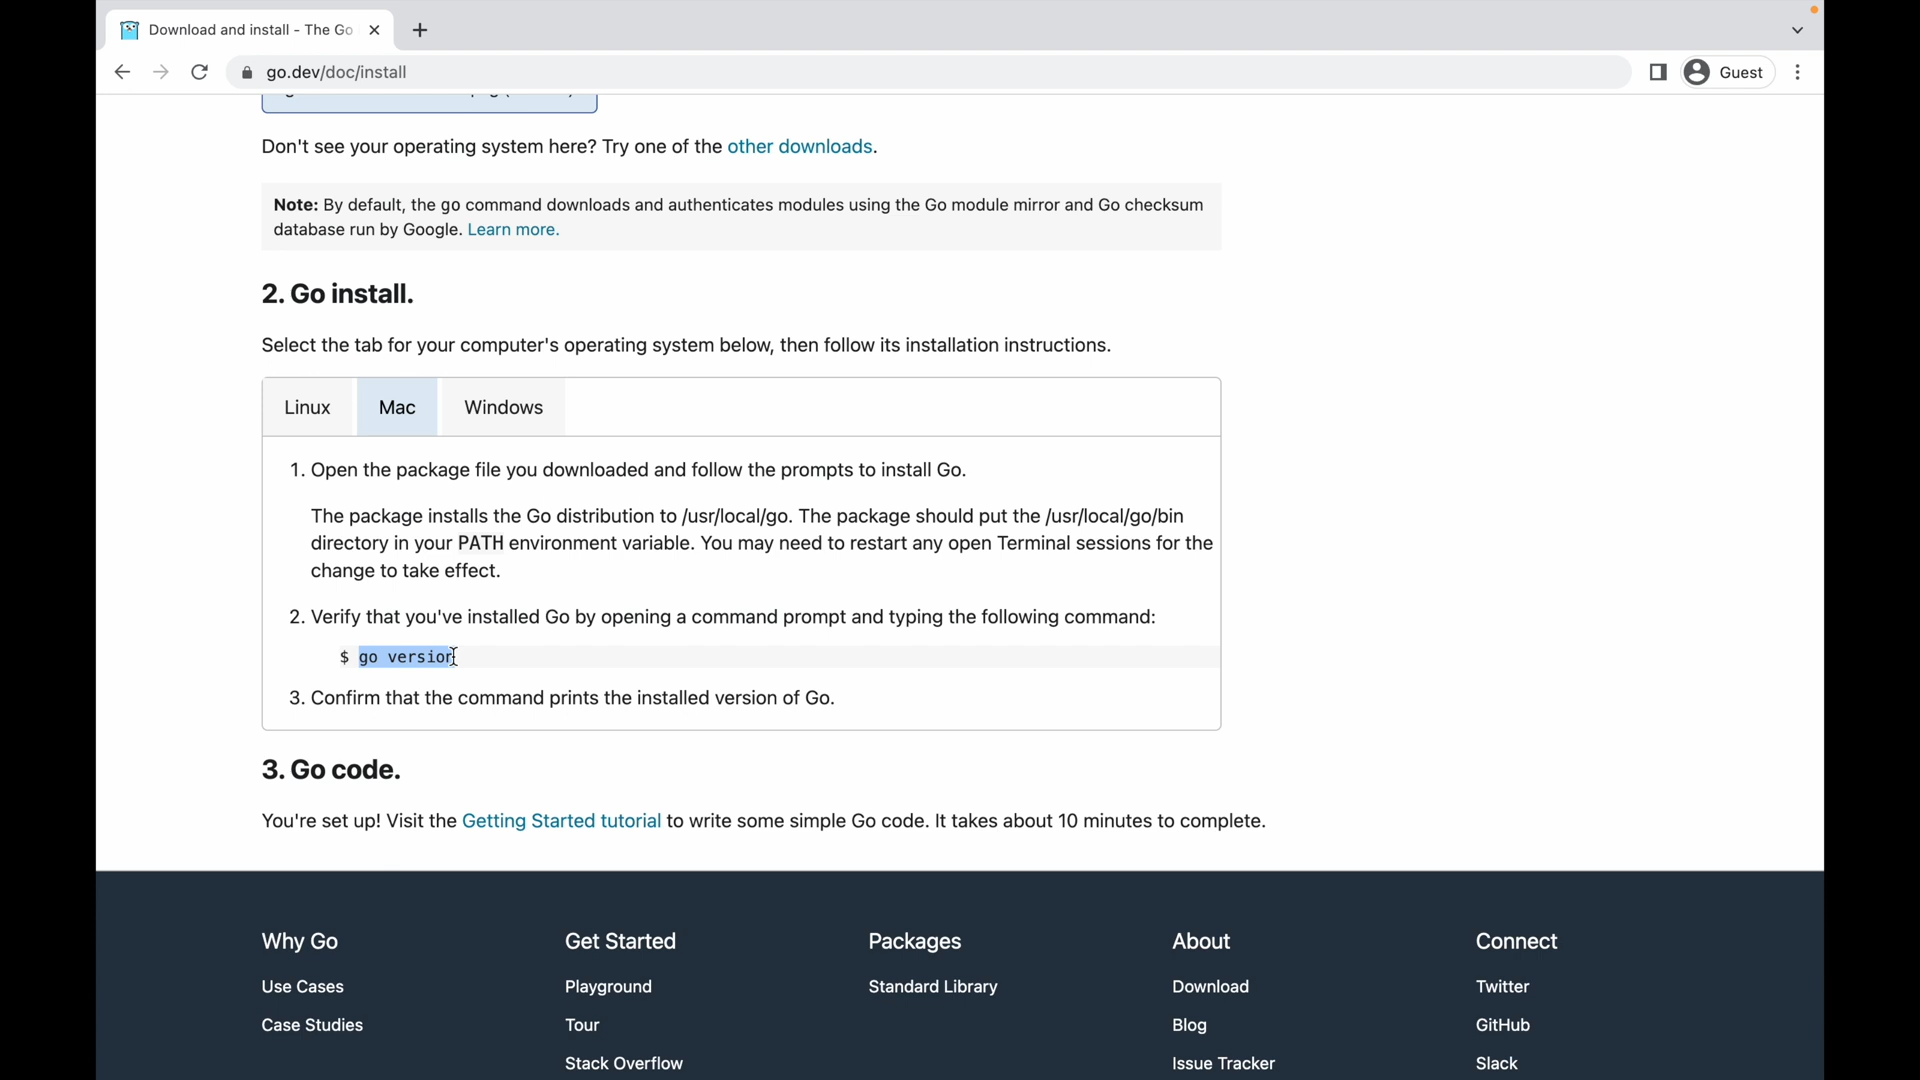 Download and install - The Go
go.dev/doc/install
Guest
Don't see your operating system here? Try one of the other downloads.
Note: By default, the go command downloads and authenticates modules using the Go module mirror and Go checksum
database run by Google. Learn more.
2. Go install.
Select the tab for your computer's operating system below, then follow its installation instructions.
Linux Mac Windows
1. Open the package file you downloaded and follow the prompts to install Go.
The package installs the Go distribution to /usr/local/go. The package should put the /usr/local/go/bin
directory in your PATH environment variable. You may need to restart any open Terminal sessions for the
change to take effect.
2. Verify that you've installed Go by opening a command prompt and typing the following command:
$ go version
3. Confirm that the command prints the installed version of Go.
3. Go code.
You're set up! Visit the Getting Started tutorial to write some simple Go code. It takes about 10 minutes to complete.
Why Go Get Started Packages About Connect
Use Cases Playground Standard Library Download Twitter
Case Studies Tour Blog GitHub
Stack Overflow Issue Tracker Slack